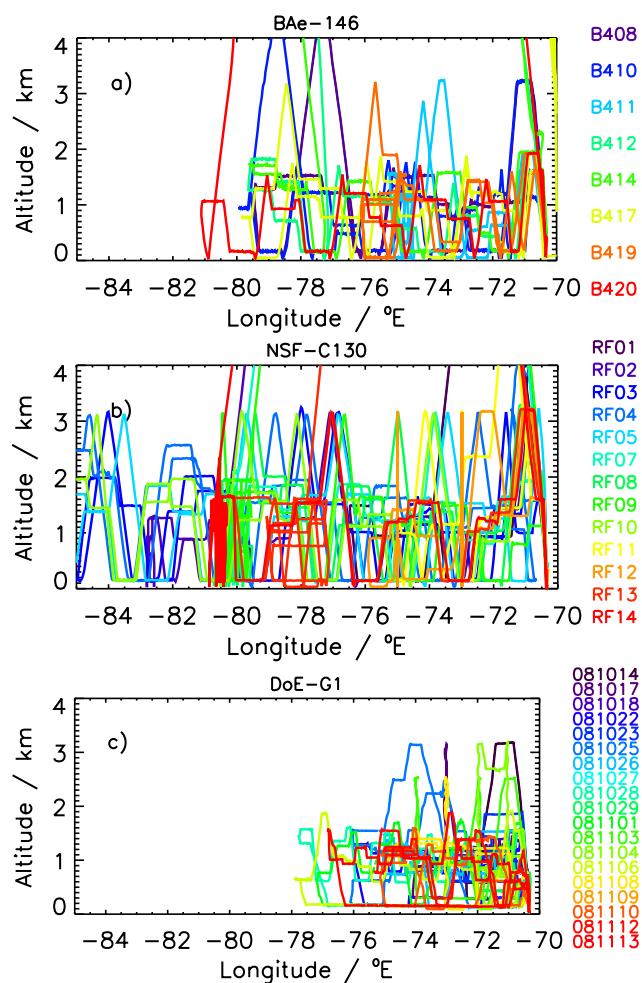 BAe-146
a)
4
3
2
1
0
Altitude / km
-84 -82 -80 -78 -76 -74 -72 -70
Longitude / ºE
B408
B410
B411
B412
B414
B417
B419
B420
NSF-C130
b)
4
3
2
1
0
Altitude / km
-84 -82 -80 -78 -76 -74 -72 -70
Longitude / ºE
RF01
RF02
RF03
RF04
RF05
RF07
RF08
RF09
RF10
RF11
RF12
RF13
RF14
DoE-G1
c)
4
3
2
1
0
Altitude / km
-84 -82 -80 -78 -76 -74 -72 -70
Longitude / ºE
081014
081017
081018
081022
081023
081025
081026
081027
081028
081029
081101
081103
081104
081106
081108
081109
081110
081112
081113